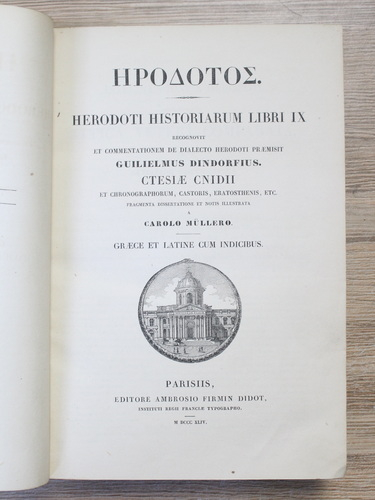 ΗΡΟΔΟΤΟΣ.
HERODOTI HISTORIARUM LIBRI IX
RECOGNOVIT
ET COMMENTATIONEM DE DIALECTO HERODOTI PRÆMISIT
GUILIELMUS DINDORFIUS.
CTESIÆ CNIDII
ET CHRONOGRAPHORUM, CASTORIS, ERATOSTHENIS, ETC.
FRAGMENTA DISSERTATIONE ET NOTIS ILLUSTRATA
A
CAROLO MÜLLERO.
GRÆCE ET LATINE CUM INDICIBUS.
PARISIIS,
EDITORE AMBROSIO FIRMIN DIDOT,
INSTITUTI REGII FRANCIÆ TYPOGRAPHO.
M DCCC XLIV.